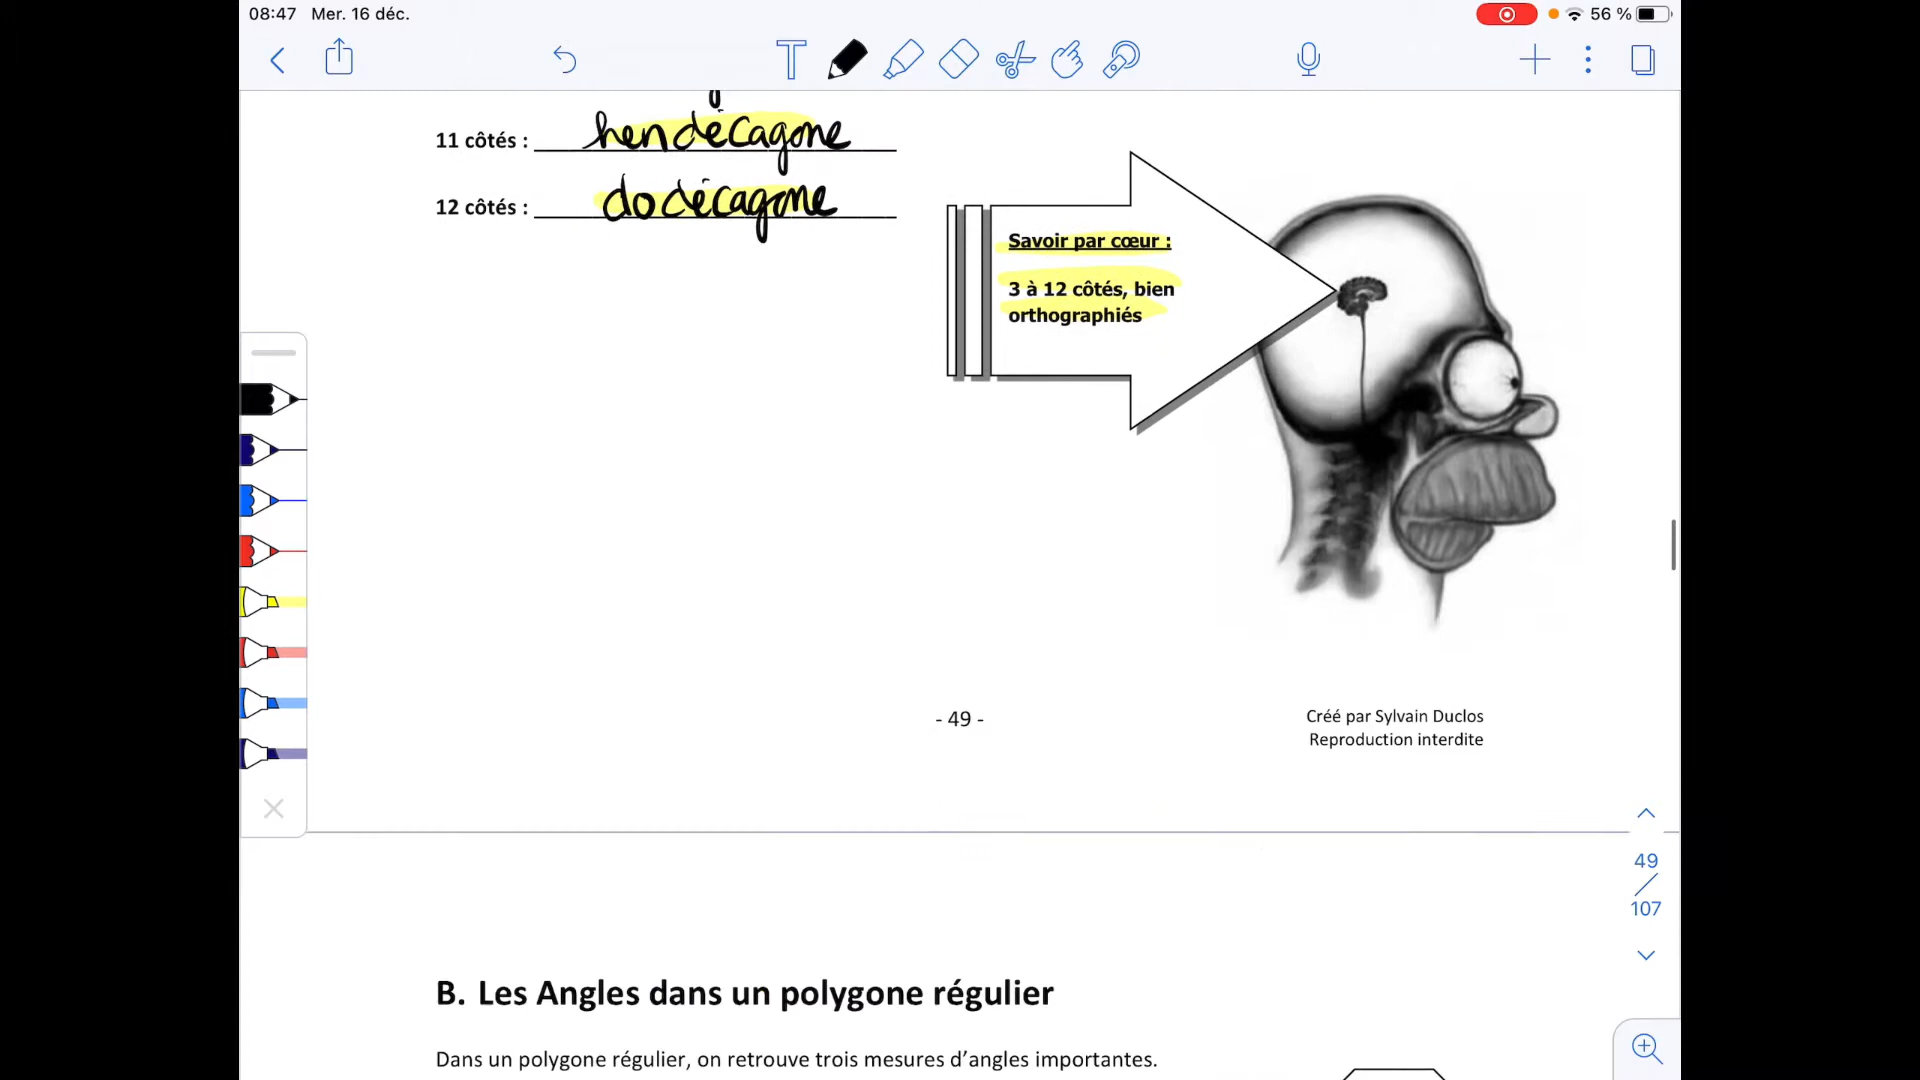 08:47 Mer. 16 déc.
56 %
11 côtés : hendécagone
12 côtés : dodécagone
Savoir par cœur :
3 à 12 côtés, bien
orthographiés
- 49 -
Créé par Sylvain Duclos
Reproduction interdite
49
107
B. Les Angles dans un polygone régulier
Dans un polygone régulier, on retrouve trois mesures d’angles importantes.